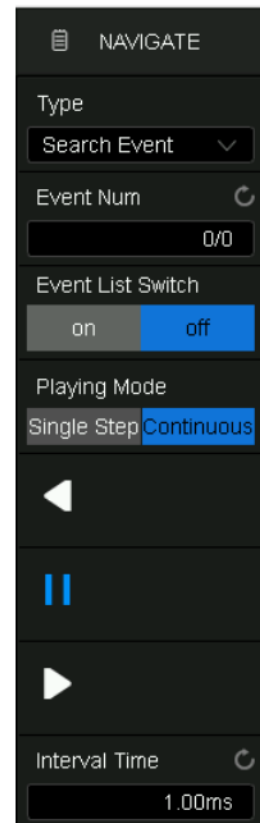 NAVIGATE
Type
Search Event
Event Num
0/0
Event List Switch
on off
Playing Mode
Single Step Continuous
Interval Time
1.00ms